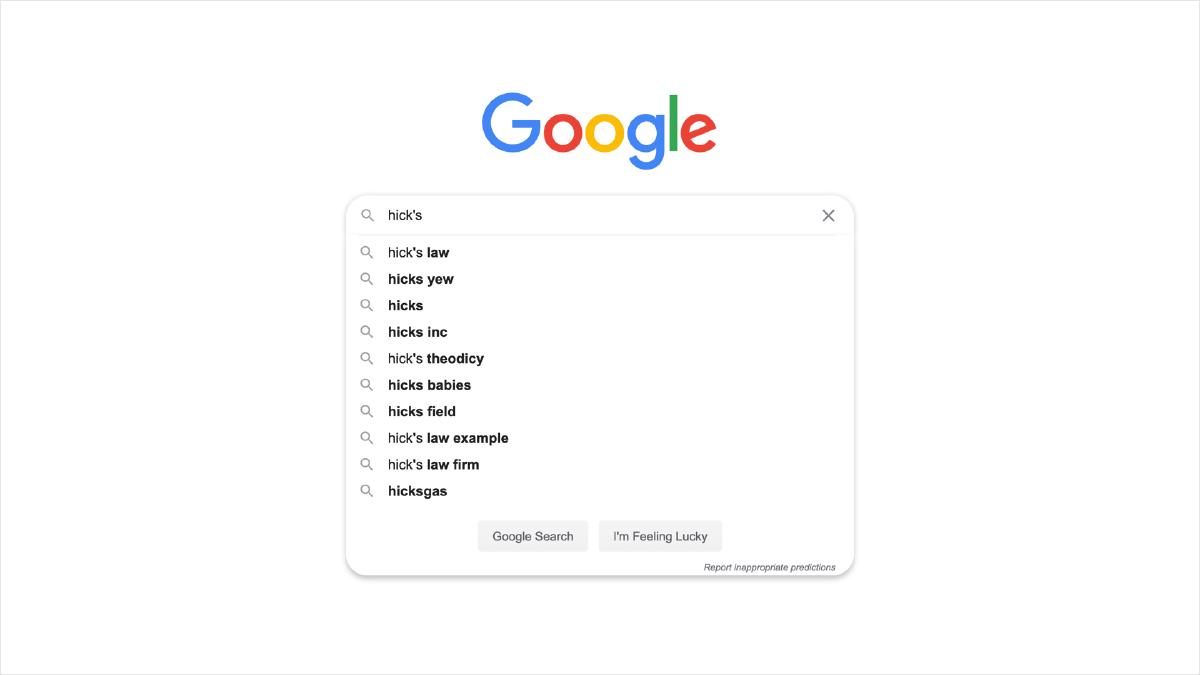 Google
hick's
hick's law
hicks yew
hicks
hicks inc
hick's theodicy
hicks babies
hicks field
hick's law example
hick's law firm
hicksgas
Google Search I'm Feeling Lucky
Report inappropriate predictions